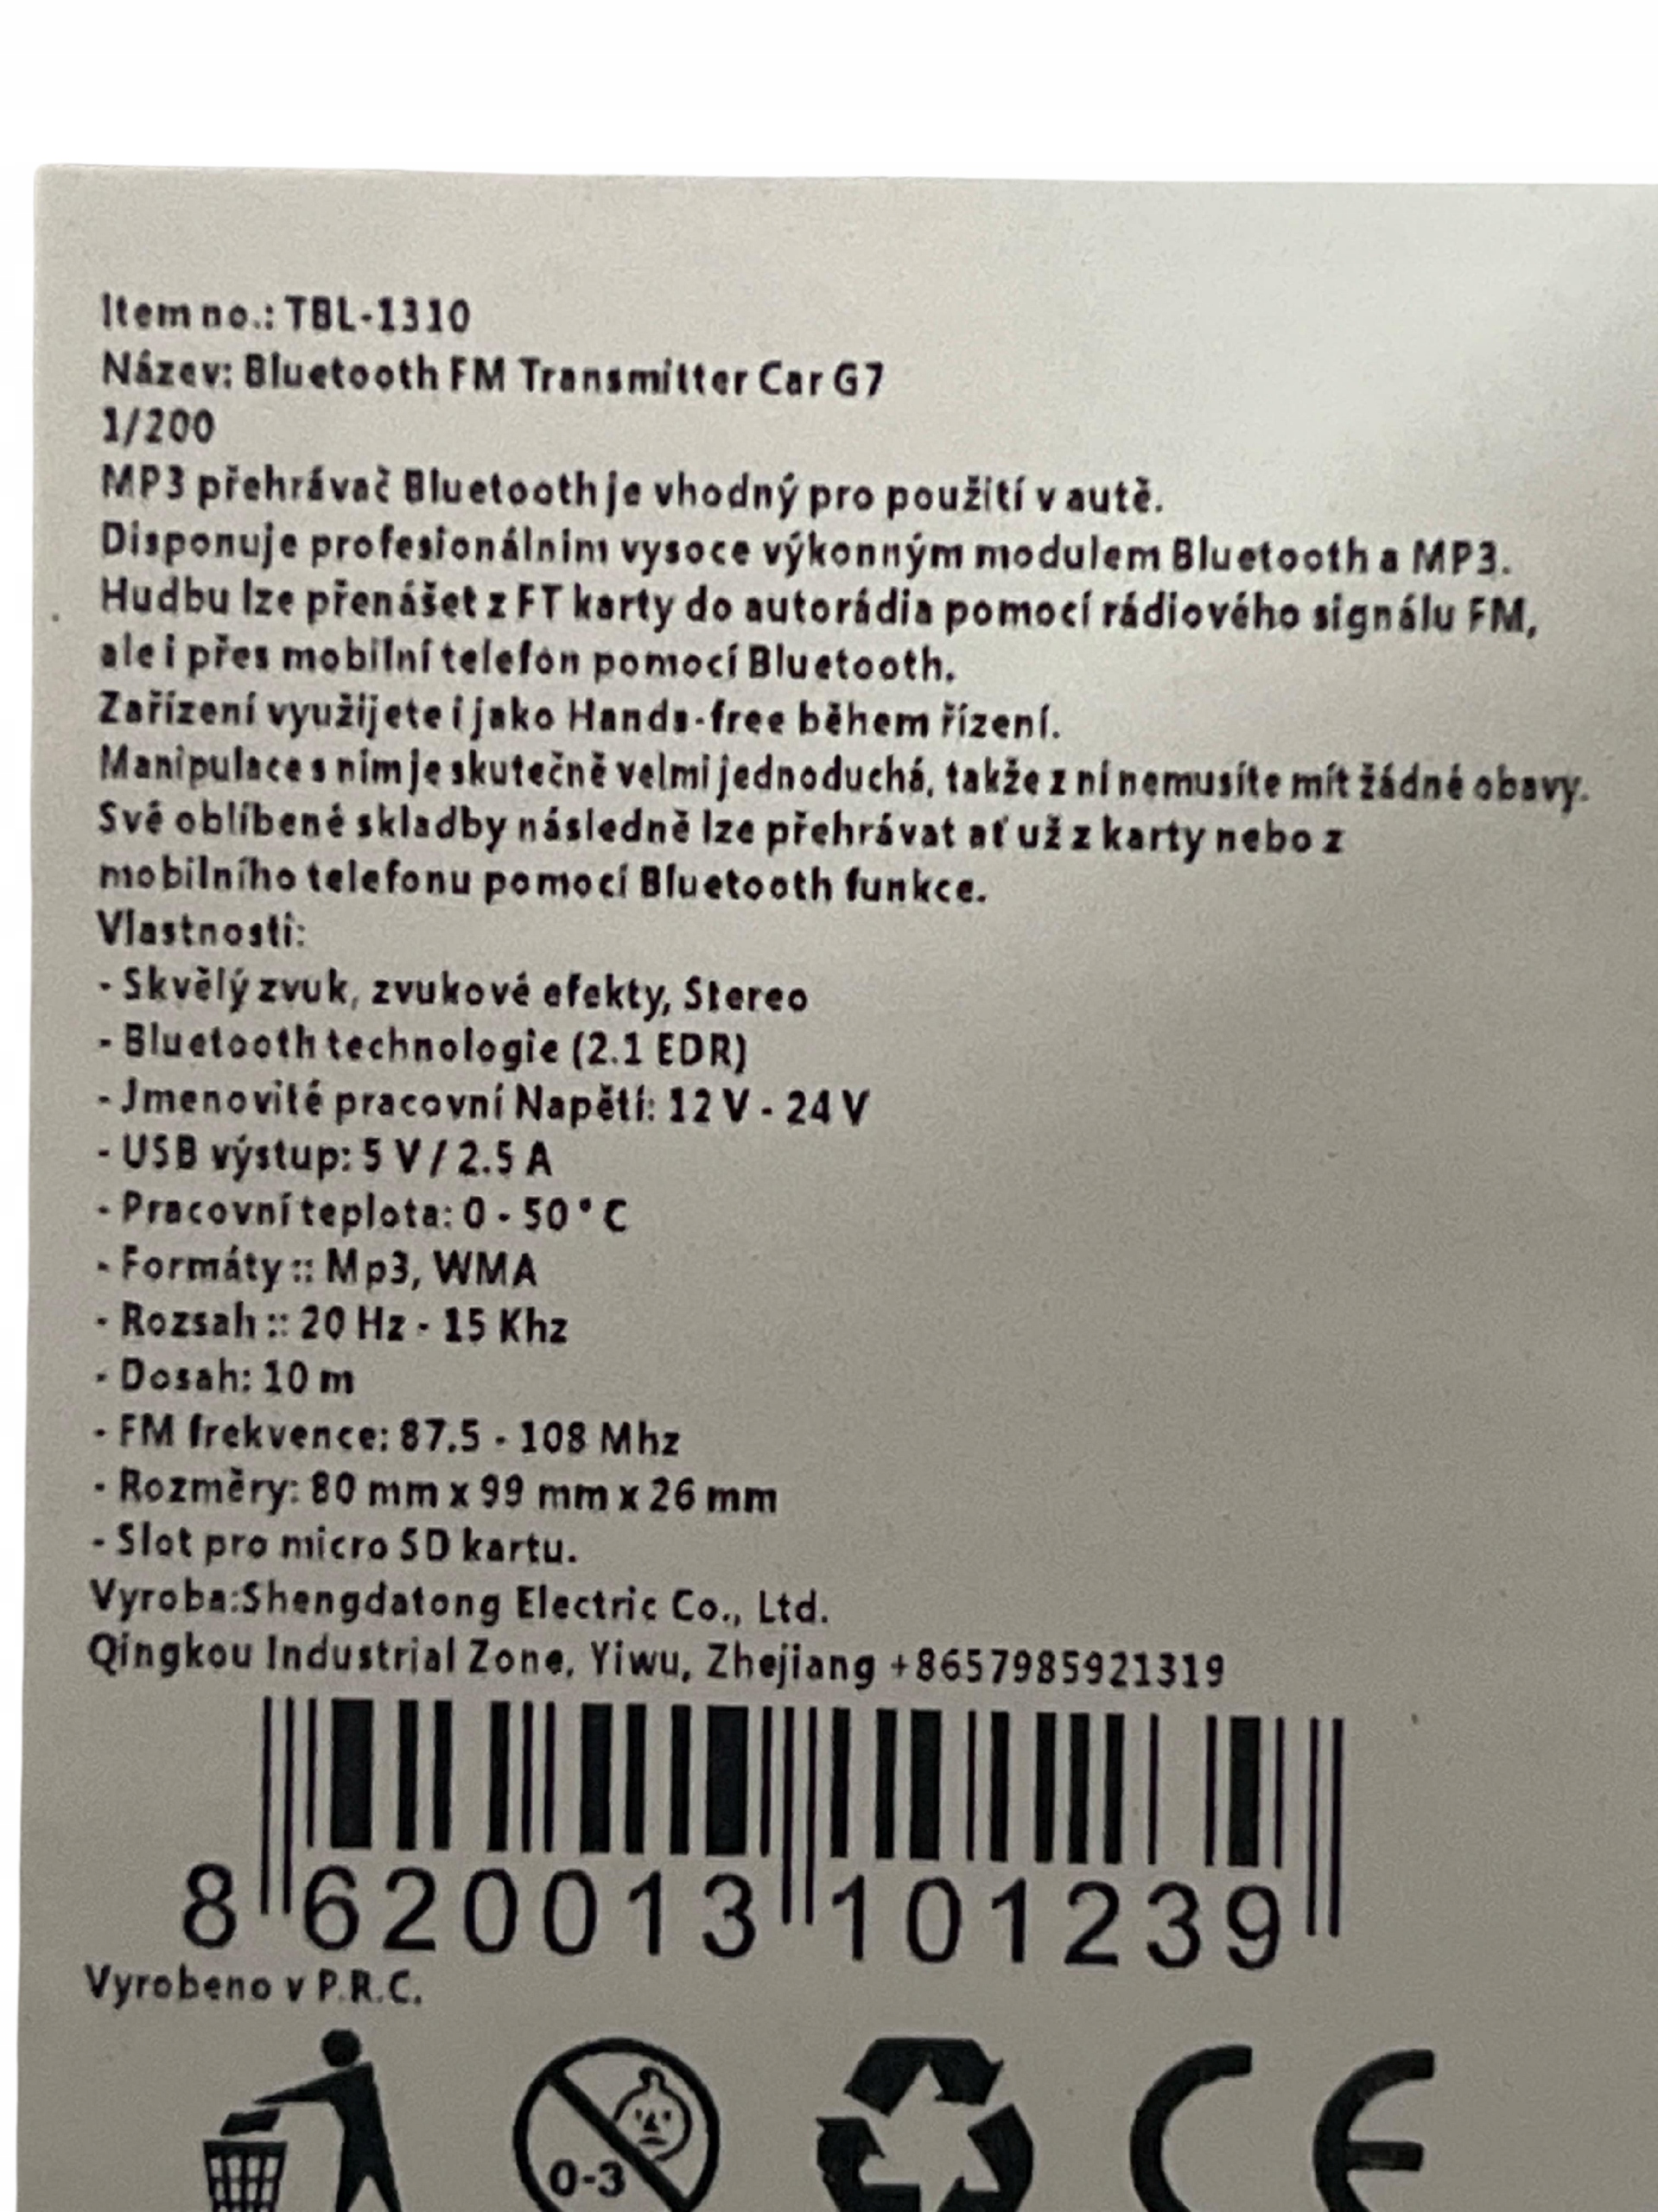 Item no.: TBL-1310
Název: Bluetooth FM Transmitter Car G7
1/200
MP3 přehrávač Bluetooth je vhodný pro použití v autě.
Disponuje profesionálním vysoce výkonným modulem Bluetooth a MP3.
Hudbu lze přenášet z FT karty do autorádia pomocí rádiového signálu FM,
ale i přes mobilní telefon pomocí Bluetooth.
Zařízení využijete i jako Hands-free během řízení.
Manipulace s ním je skutečně velmi jednoduchá, takže z ní nemusíte mít žádné obavy.
Své oblíbené skladby následně lze přehrávat ať už z karty nebo z
mobilního telefonu pomocí Bluetooth funkce.
Vlastnosti:
- Skvělý zvuk, zvukové efekty, Stereo
- Bluetooth technologie (2.1 EDR)
- Jmenovité pracovní Napětí: 12 V - 24 V
- USB výstup: 5 V / 2.5 A
- Pracovní teplota: 0 - 50 ° C
- Formáty :: Mp3, WMA
- Rozsah :: 20 Hz - 15 Khz
- Dosah: 10 m
- FM frekvence: 87.5 - 108 Mhz
- Rozměry: 80 mm x 99 mm x 26 mm
- Slot pro micro SD kartu.
Vyroba:Shengdatong Electric Co., Ltd.
Qingkou Industrial Zone, Yiwu, Zhejiang +8657985921319
8 620013 101239
Vyrobeno v P.R.C.
0-3
CE